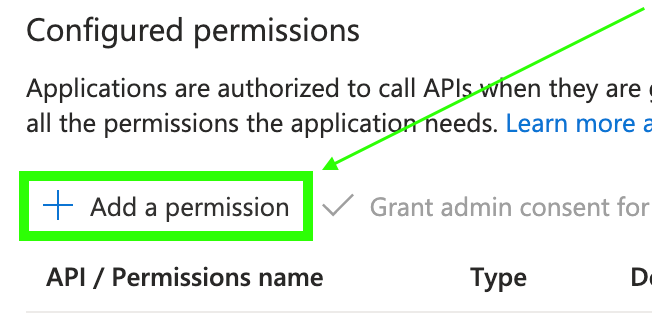 Configured permissions
Applications are authorized to call APIs when they are
all the permissions the application needs. Learn more
Add a permission Grant admin consent for
API / Permissions name Type